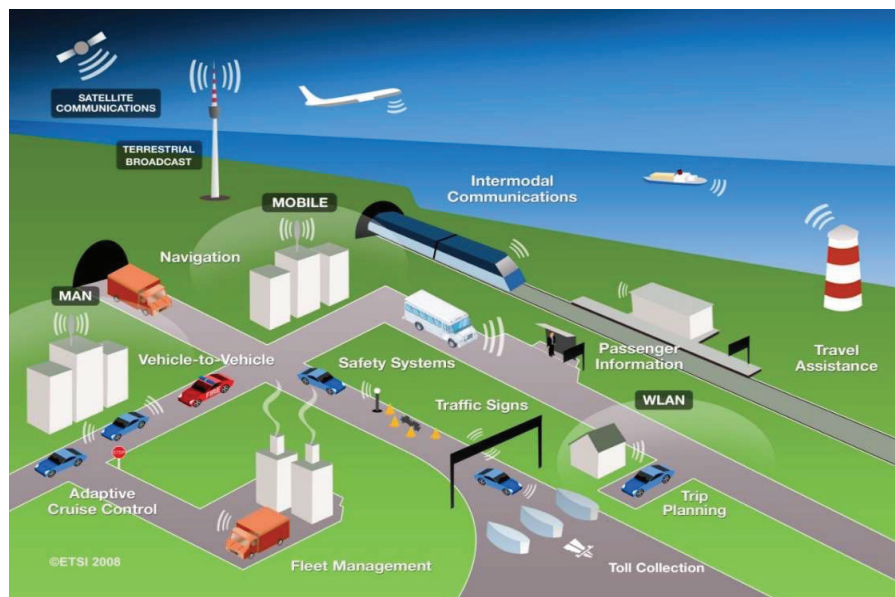 SATELLITE
COMMUNICATIONS
TERRESTRIAL
BROADCAST
Intermodal
Communications
MOBILE
Navigation
MAN
Vehicle-to-Vehicle
Safety Systems
Passenger
Information
Travel
Assistance
Traffic Signs
WLAN
STOP
Adaptive
Cruise Control
Trip
Planning
©ETSI 2008
Fleet Management
Toll Collection